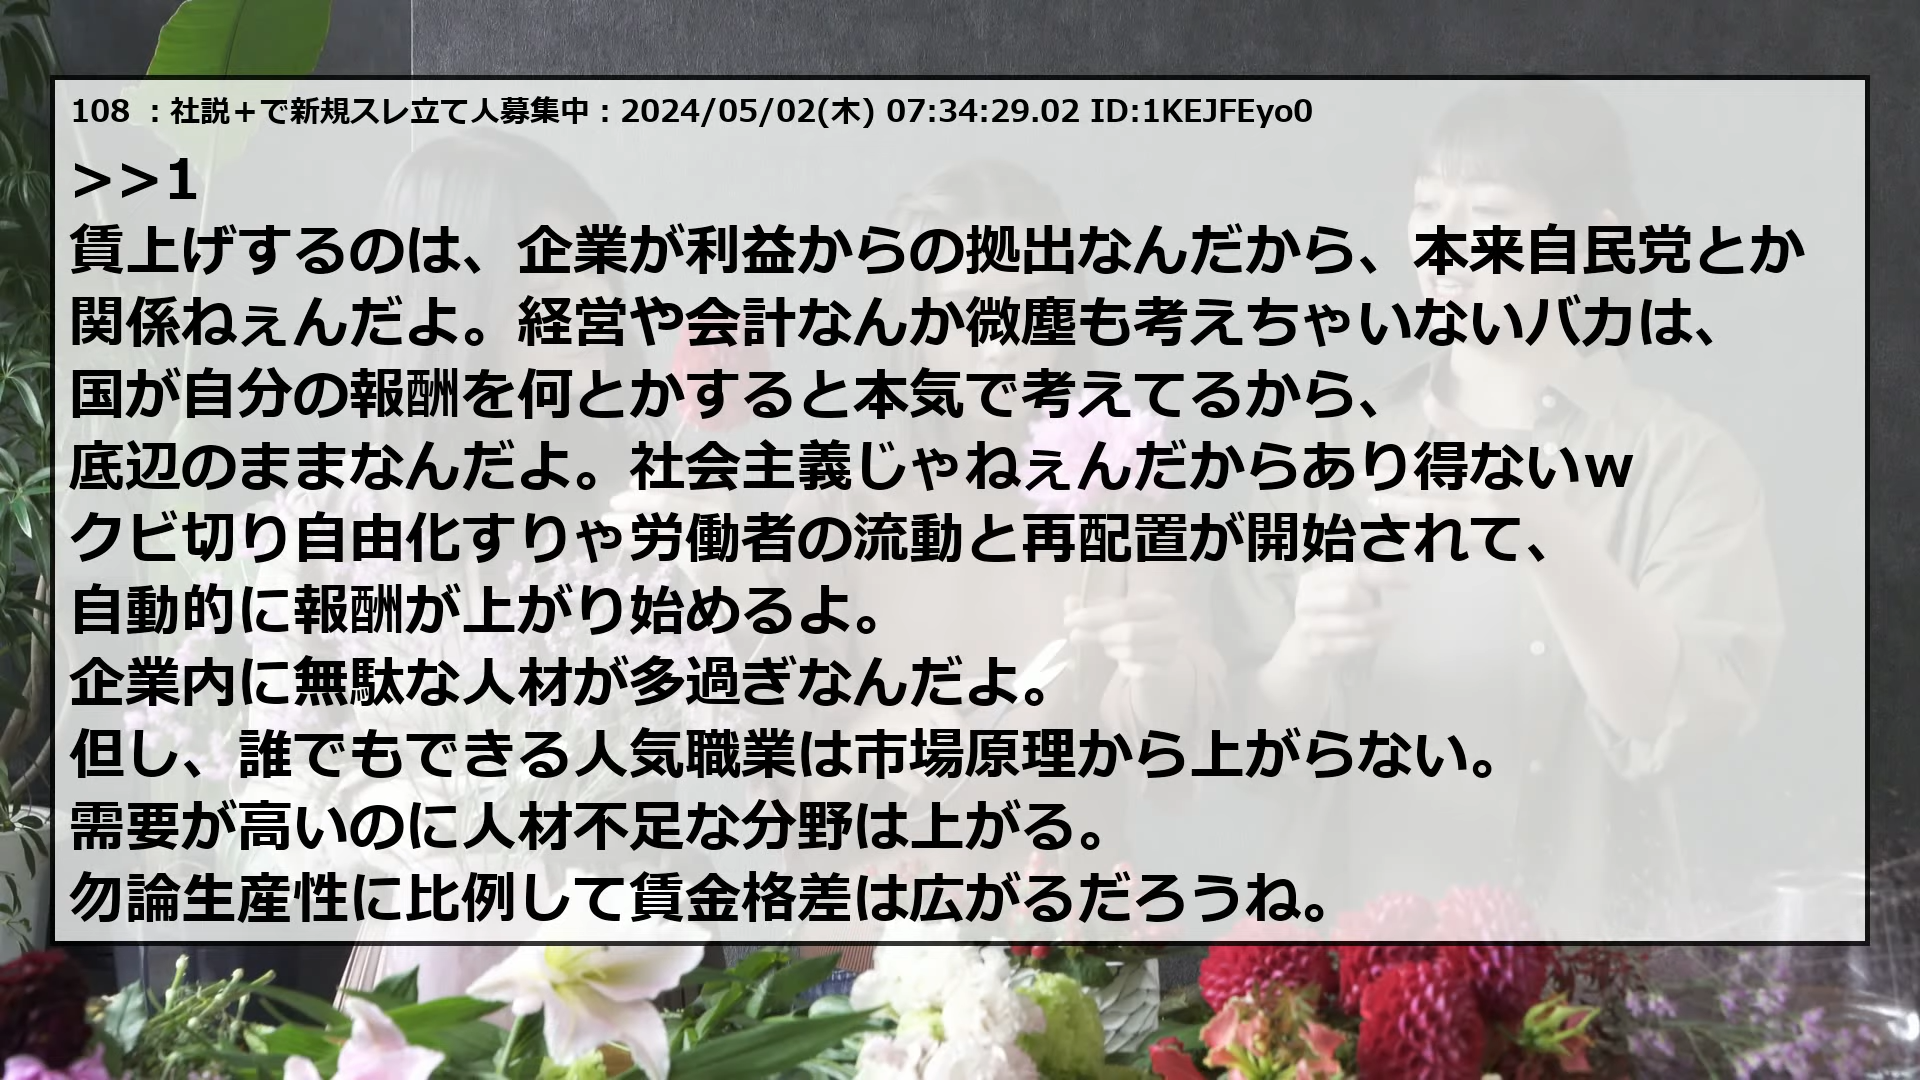 108 ：社説＋で新規スレ立て人募集中：2024/05/02(木) 07:34:29.02 ID:1KEJFEyo0
>>1
賃上げするのは、企業が利益からの拠出なんだから、本来自民党とか
関係ねぇんだよ。経営や会計なんか微塵も考えちゃいないバカは、
国が自分の報酬を何とかすると本気で考えてるから、
底辺のままなんだよ。社会主義じゃねぇんだからあり得ないｗ
クビ切り自由化すりゃ労働者の流動と再配置が開始されて、
自動的に報酬が上がり始めるよ。
企業内に無駄な人材が多過ぎなんだよ。
但し、誰でもできる人気職業は市場原理から上がらない。
需要が高いのに人材不足な分野は上がる。
勿論生産性に比例して賃金格差は広がるだろうね。